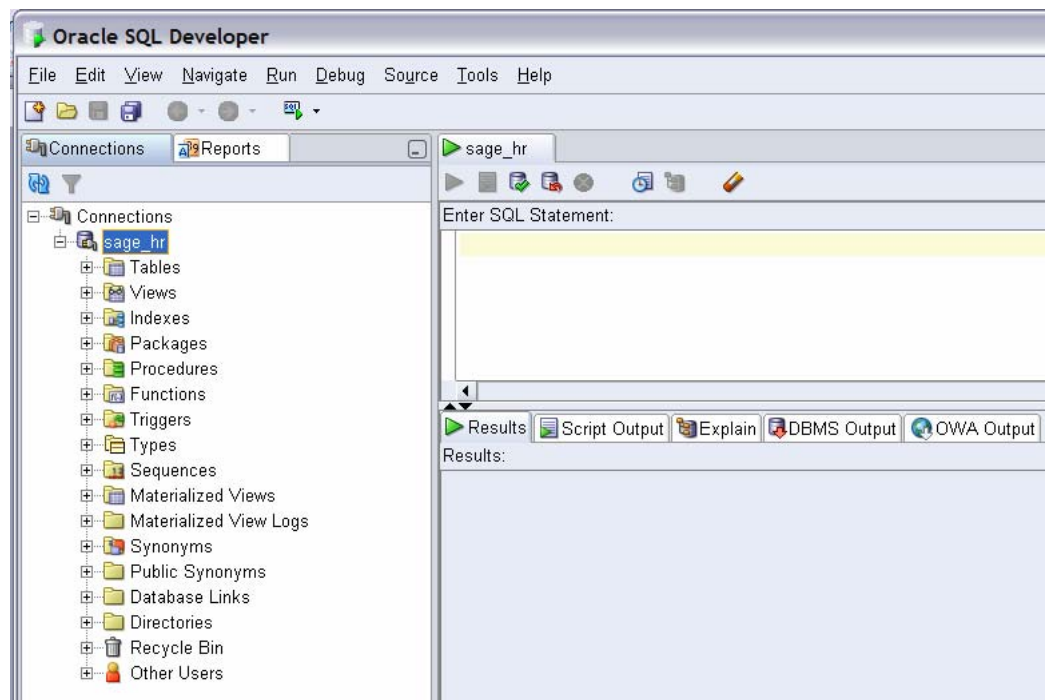 Oracle SQL Developer
File Edit View Navigate Run Debug Source Tools Help
Connections Reports
Connections
sage_hr
Tables
Views
Indexes
Packages
Procedures
Functions
Triggers
Types
Sequences
Materialized Views
Materialized View Logs
Synonyms
Public Synonyms
Database Links
Directories
Recycle Bin
Other Users
sage_hr
Enter SQL Statement:
Results Script Output Explain DBMS Output OWA Output
Results: